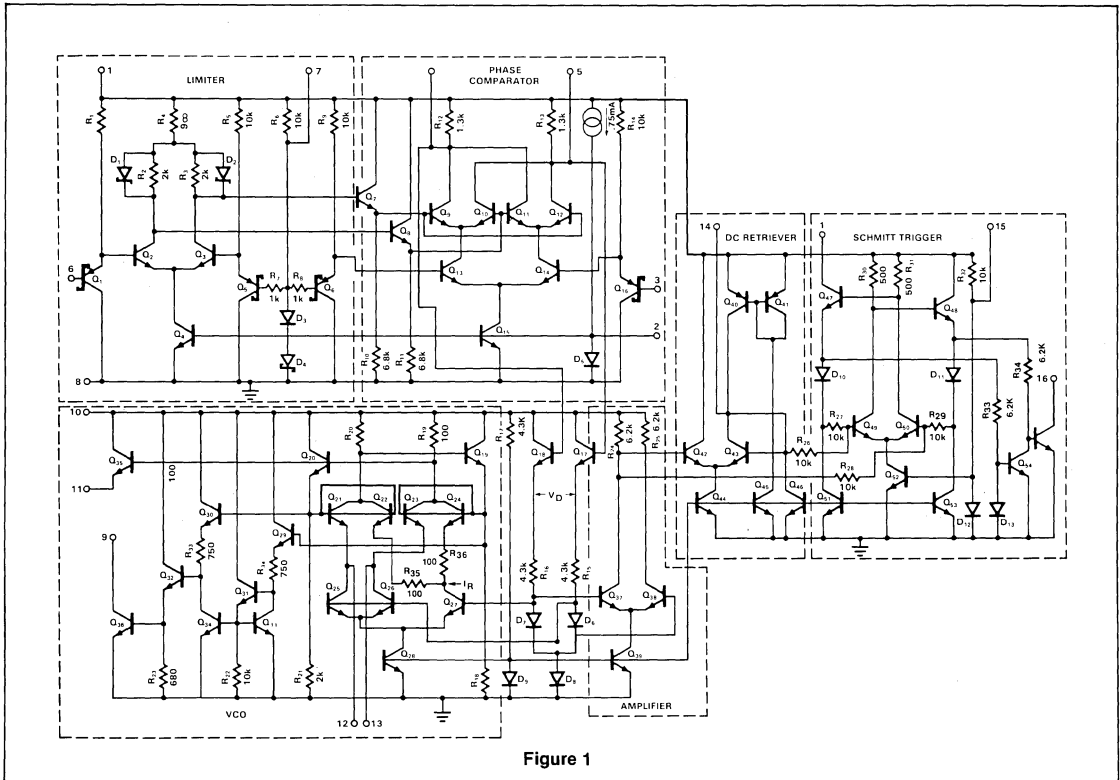 1
LIMITER
7
PHASE
COMPARATOR
5
R1
R4
98
R5
10k
R6
10k
R9
10k
R12
1.3k
R13
1.3k
.75mA
R14
10k
D1
R2
2k
R3
2k
D2
Q7
Q8
Q9
Q10
Q11
Q12
14
DC RETRIEVER
SCHMITT TRIGGER
1
15
6
Q1
Q2
Q3
Q5
R7
1k
R8
1k
Q6
Q13
Q14
Q16
3
Q40
Q41
Q47
R30
500
R31
500
R32
10k
Q48
D3
D4
Q4
Q15
2
R10
6.8k
R11
6.8k
D5
8
D10
D11
R34
6.2K
16
R33
6.2K
10
R20
R19
100
Q19
R17
4.3K
Q18
Q17
R24
6.2k
R25
6.2k
Q42
Q43
R26
10k
R27
10k
Q49
Q50
R29
10k
R28
10k
Q54
Q35
100
Q20
11
VD
Q44
Q45
Q46
Q51
Q52
Q53
D12
D13
Q30
Q21
Q22
Q23
Q24
9
R33
750
Q29
R34
750
R36
100
R35
100
IR
4.3k
R16
4.3k
R15
Q32
Q31
Q25
Q26
Q27
Q37
Q38
D7
D6
Q36
Q34
Q11
Q28
Q39
R23
680
R22
10k
R21
2k
R18
D9
D8
VCO
12
13
AMPLIFIER
Figure 1